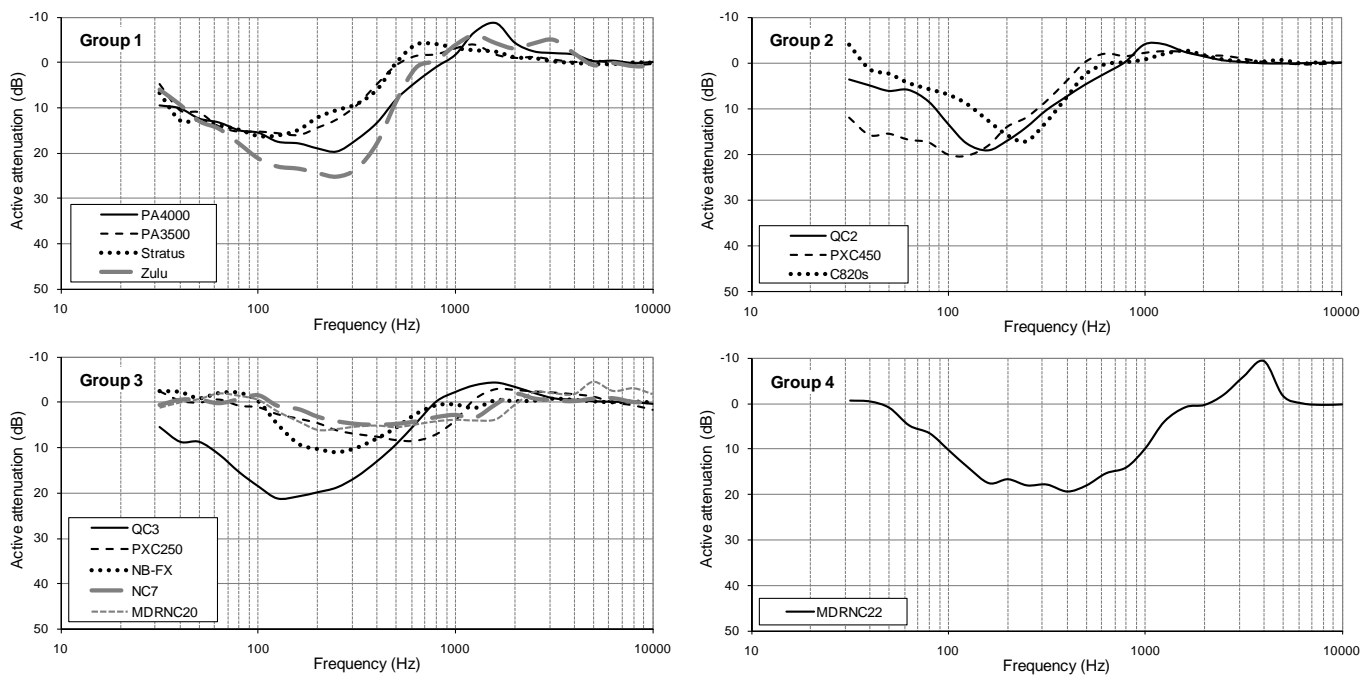 Group 1
Active attenuation (dB)
-10
0
10
20
30
40
50
PA4000
PA3500
Stratus
Zulu
10
100
1000
10000
Frequency (Hz)
Group 2
Active attenuation (dB)
-10
0
10
20
30
40
50
QC2
PXC450
C820s
10
100
1000
10000
Frequency (Hz)
Group 3
Active attenuation (dB)
-10
0
10
20
30
40
50
QC3
PXC250
NB-FX
NC7
MDRNC20
10
100
1000
10000
Frequency (Hz)
Group 4
Active attenuation (dB)
-10
0
10
20
30
40
50
MDRNC22
10
100
1000
10000
Frequency (Hz)